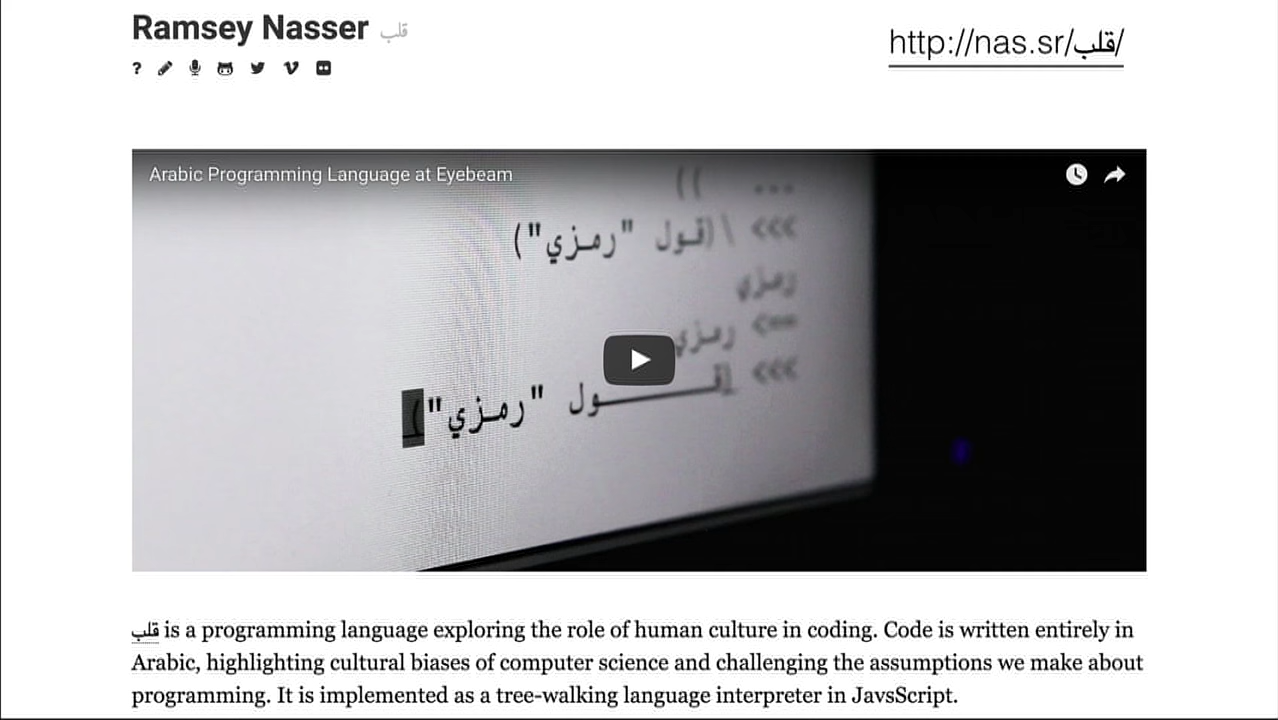 Ramsey Nasser قلب
http://nas.sr/قلب/
Arabic Programming Language at Eyebeam
... ))
<<< \(قول "رمزي")
رمزي
==> رمزي
<<< (قـــــول "رمزي")
قلب is a programming language exploring the role of human culture in coding. Code is written entirely in
Arabic, highlighting cultural biases of computer science and challenging the assumptions we make about
programming. It is implemented as a tree-walking language interpreter in JavsScript.